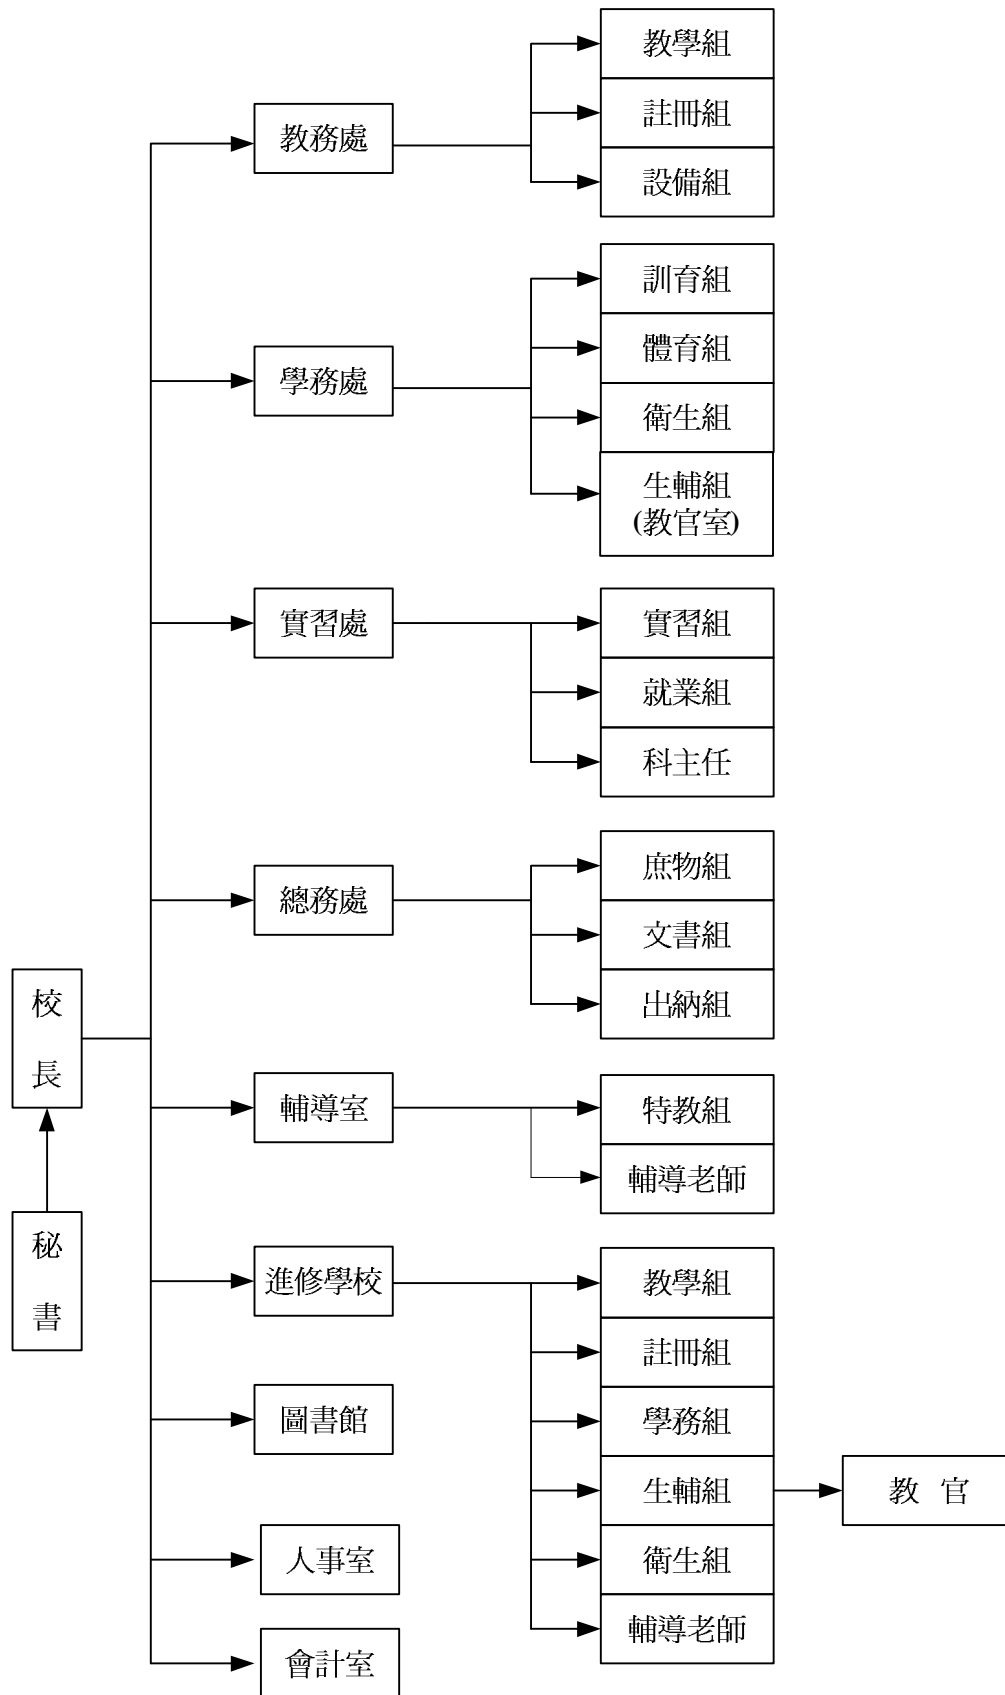 校長
秘書
教務處
教學組
註冊組
設備組
學務處
訓育組
體育組
衛生組
生輔組
(教官室)
實習處
實習組
就業組
科主任
總務處
庶物組
文書組
出納組
輔導室
特教組
輔導老師
進修學校
教學組
註冊組
學務組
生輔組
教 官
衛生組
輔導老師
圖書館
人事室
會計室